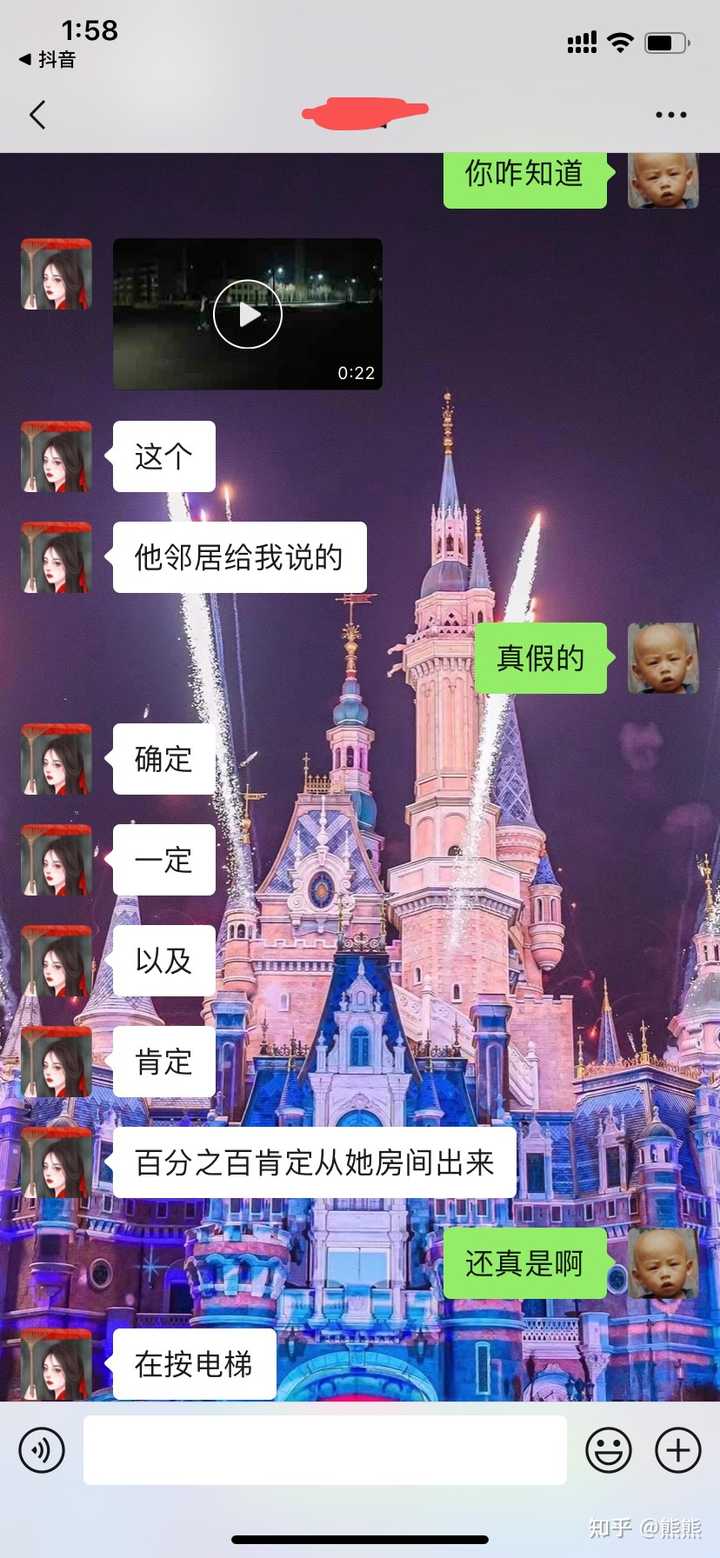 1:58
◀ 抖音
你咋知道
0:22
这个
他邻居给我说的
真假的
确定
一定
以及
肯定
百分之百肯定从她房间出来
还真是啊
在按电梯
知乎 @熊熊